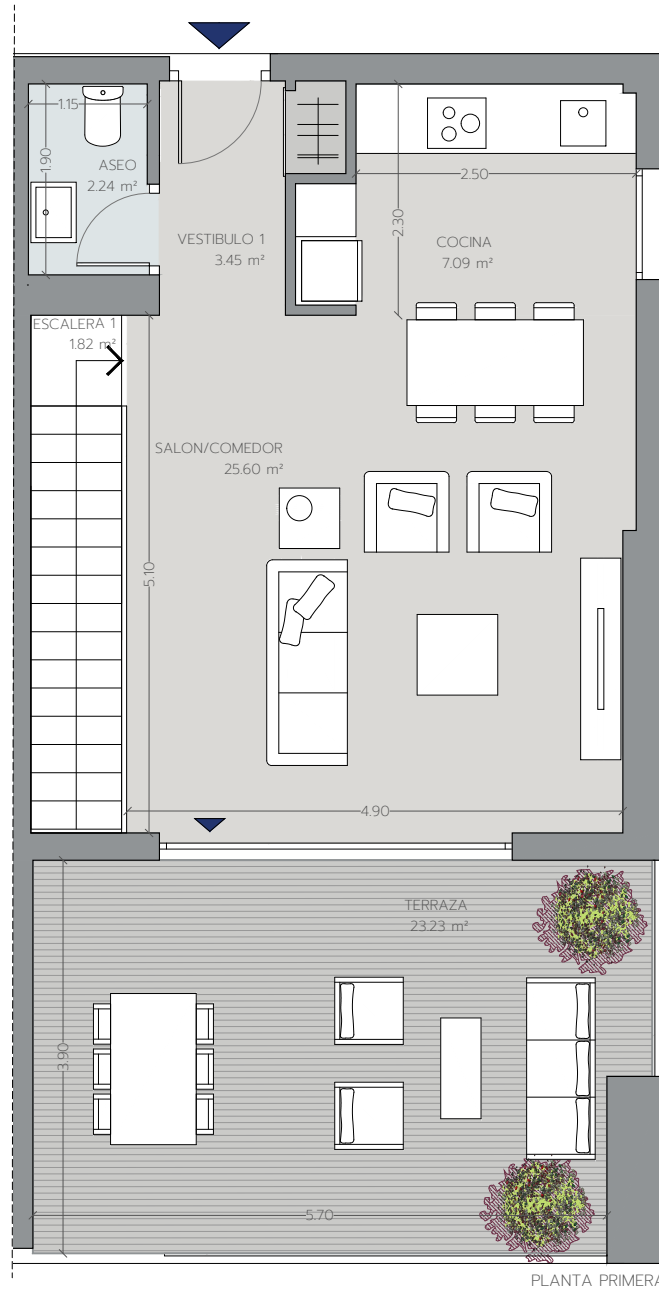 1.15
1.90
ASEO
2.24 m²
VESTIBULO 1
3.45 m²
2.50
2.30
COCINA
7.09 m²
ESCALERA 1
1.82 m²
SALON/COMEDOR
25.60 m²
5.10
4.90
TERRAZA
23.23 m²
3.90
5.70
PLANTA PRIMERA